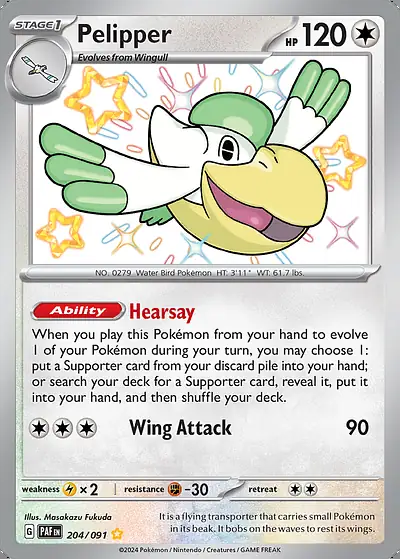 STAGE1 Pelipper HP 120
Evolves from Wingull
NO. 0279 Water Bird Pokémon HT: 3'11" WT: 61.7 lbs.
Ability Hearsay
When you play this Pokémon from your hand to evolve
1 of your Pokémon during your turn, you may choose 1:
put a Supporter card from your discard pile into your hand;
or search your deck for a Supporter card, reveal it, put it
into your hand, and then shuffle your deck.
Wing Attack 90
weakness ×2 resistance -30 retreat
Illus. Masakazu Fukuda
G PAF EN 204/091
It is a flying transporter that carries small Pokémon
in its beak. It bobs on the waves to rest its wings.
©2024 Pokémon / Nintendo / Creatures / GAME FREAK